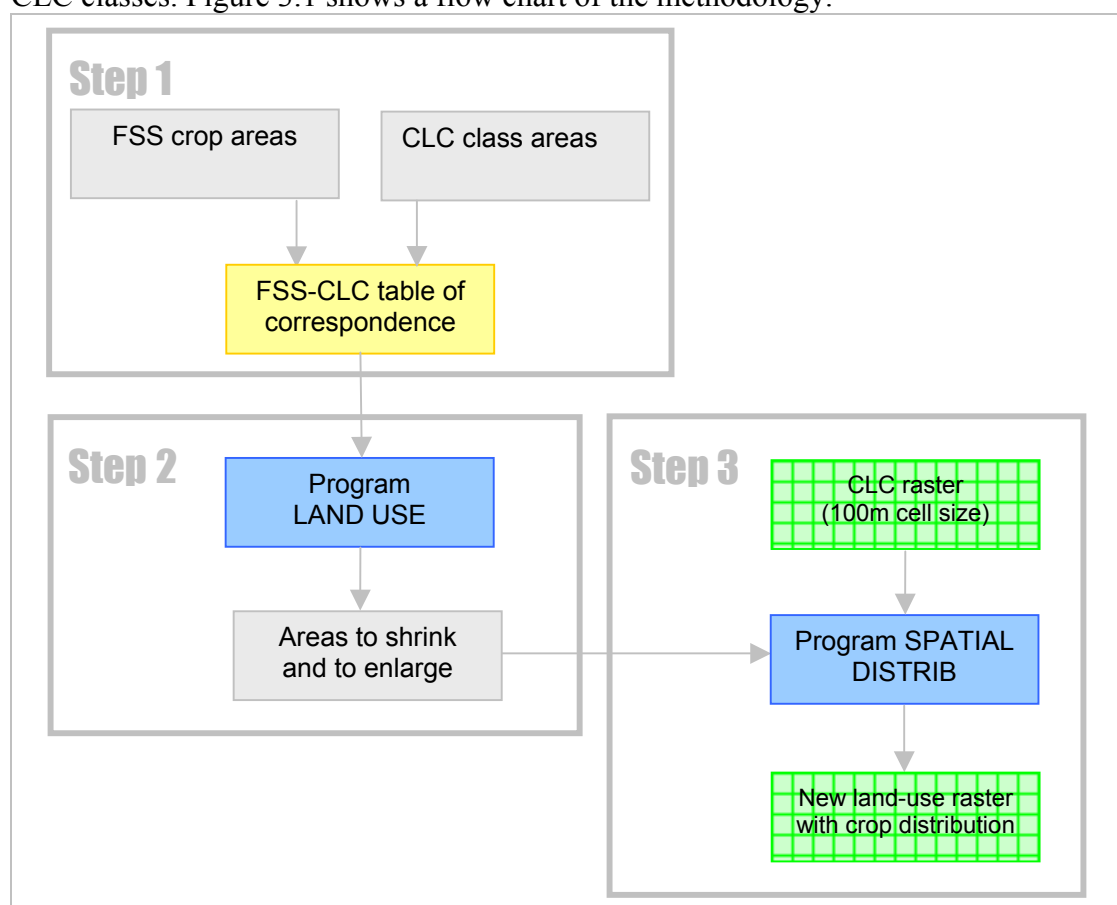 CLC classes. Figure 3.1 shows a flow chart of the methodology.
Step 1
FSS crop areas
CLC class areas
FSS-CLC table of
correspondence
Step 2
Program
LAND USE
Areas to shrink
and to enlarge
Step 3
CLC raster
(100m cell size)
Program SPATIAL
DISTRIB
New land-use raster
with crop distribution